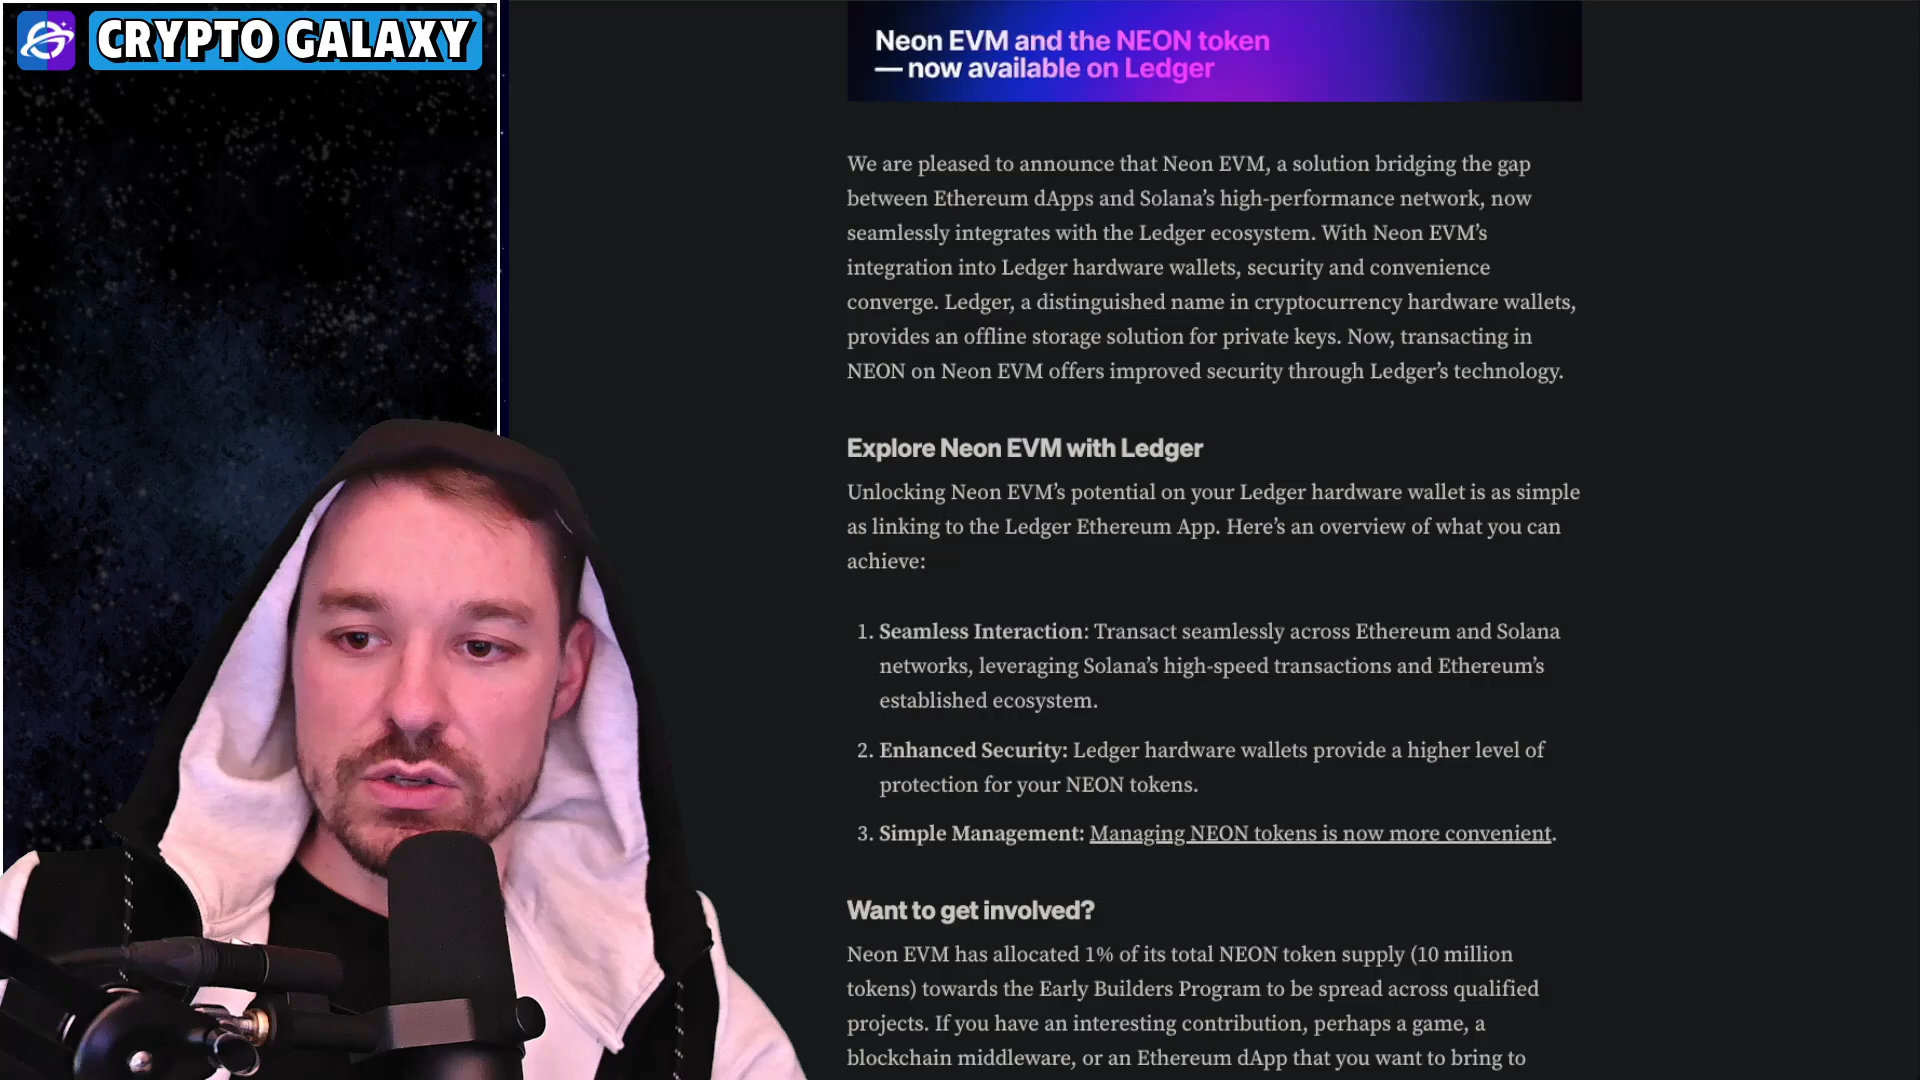 CRYPTO GALAXY
Neon EVM and the NEON token
— now available on Ledger
We are pleased to announce that Neon EVM, a solution bridging the gap
between Ethereum dApps and Solana’s high-performance network, now
seamlessly integrates with the Ledger ecosystem. With Neon EVM’s
integration into Ledger hardware wallets, security and convenience
converge. Ledger, a distinguished name in cryptocurrency hardware wallets,
provides an offline storage solution for private keys. Now, transacting in
NEON on Neon EVM offers improved security through Ledger’s technology.
Explore Neon EVM with Ledger
Unlocking Neon EVM’s potential on your Ledger hardware wallet is as simple
as linking to the Ledger Ethereum App. Here’s an overview of what you can
achieve:
1. Seamless Interaction: Transact seamlessly across Ethereum and Solana
networks, leveraging Solana’s high-speed transactions and Ethereum’s
established ecosystem.
2. Enhanced Security: Ledger hardware wallets provide a higher level of
protection for your NEON tokens.
3. Simple Management: Managing NEON tokens is now more convenient.
Want to get involved?
Neon EVM has allocated 1% of its total NEON token supply (10 million
tokens) towards the Early Builders Program to be spread across qualified
projects. If you have an interesting contribution, perhaps a game, a
blockchain middleware, or an Ethereum dApp that you want to bring to